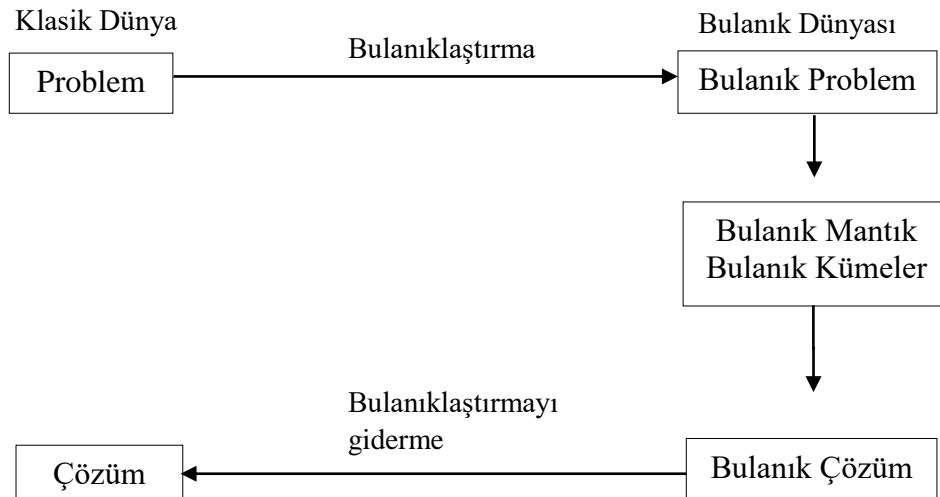 Klasik Dünya
Bulanık Dünyası
Bulanıklaştırma
Problem
Bulanık Problem
Bulanık Mantık
Bulanık Kümeler
Bulanıklaştırmayı
giderme
Çözüm
Bulanık Çözüm